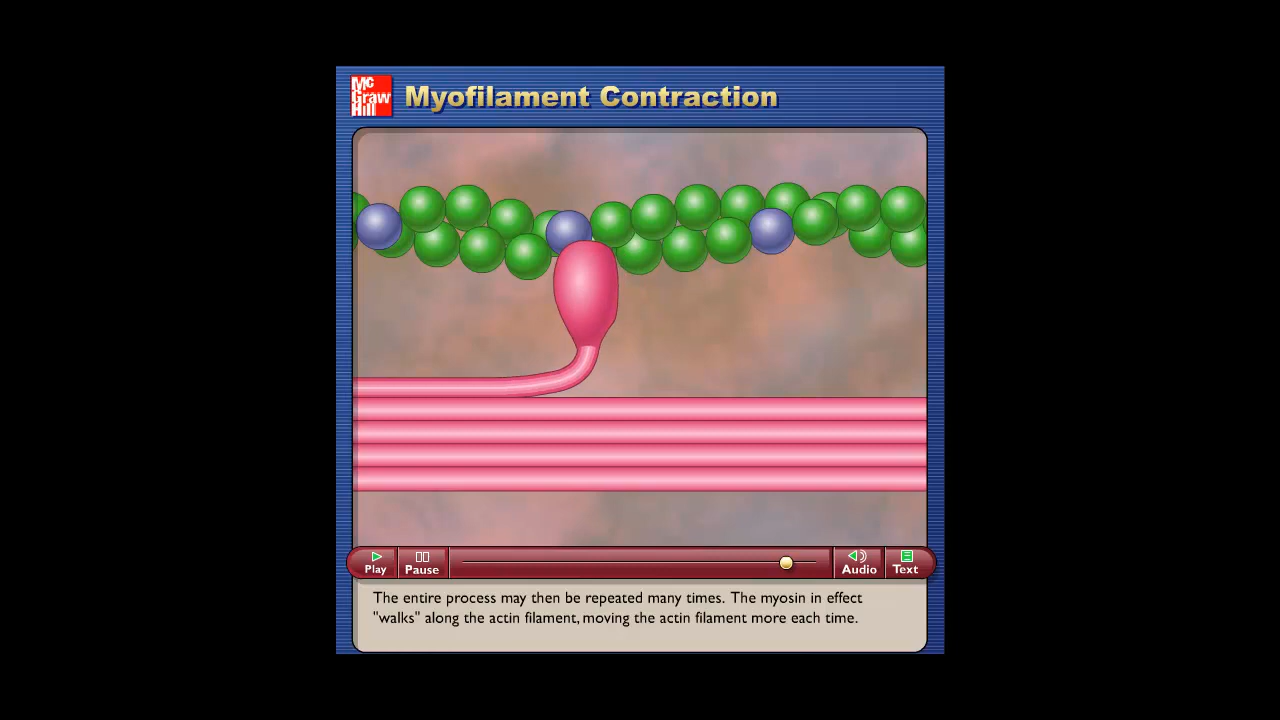 Mc
Graw
Hill
Myofilament Contraction
Play
Pause
Audio
Text
The entire process may then be repeated many times. The myosin in effect
"walks" along the actin filament, moving the actin filament more each time.